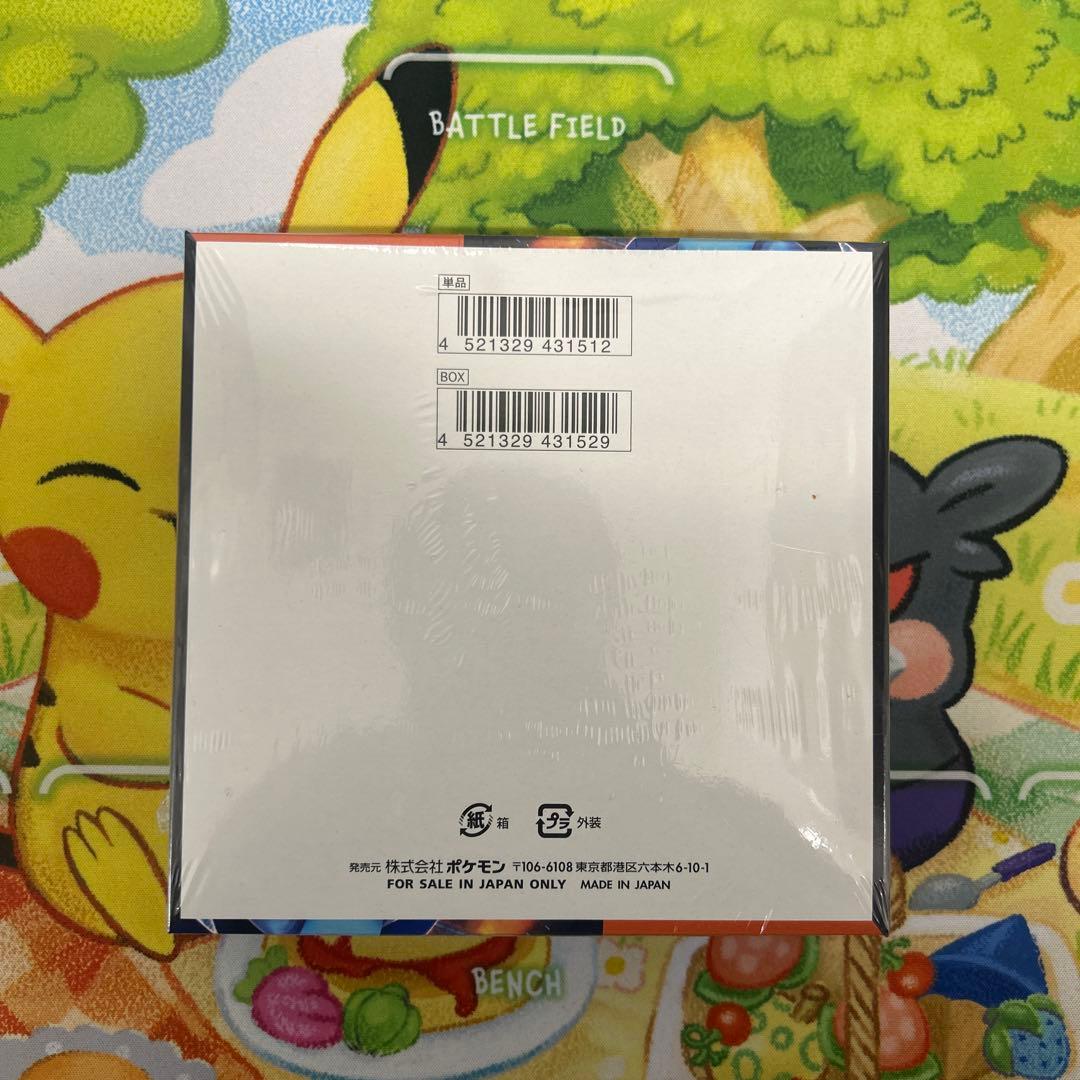 BATTLE FIELD
単品
4 521329 431512
BOX
4 521329 431529
紙 箱 プラ 外装
発売元 株式会社ポケモン 〒106-6108 東京都港区六本木6-10-1
FOR SALE IN JAPAN ONLY MADE IN JAPAN
BENCH